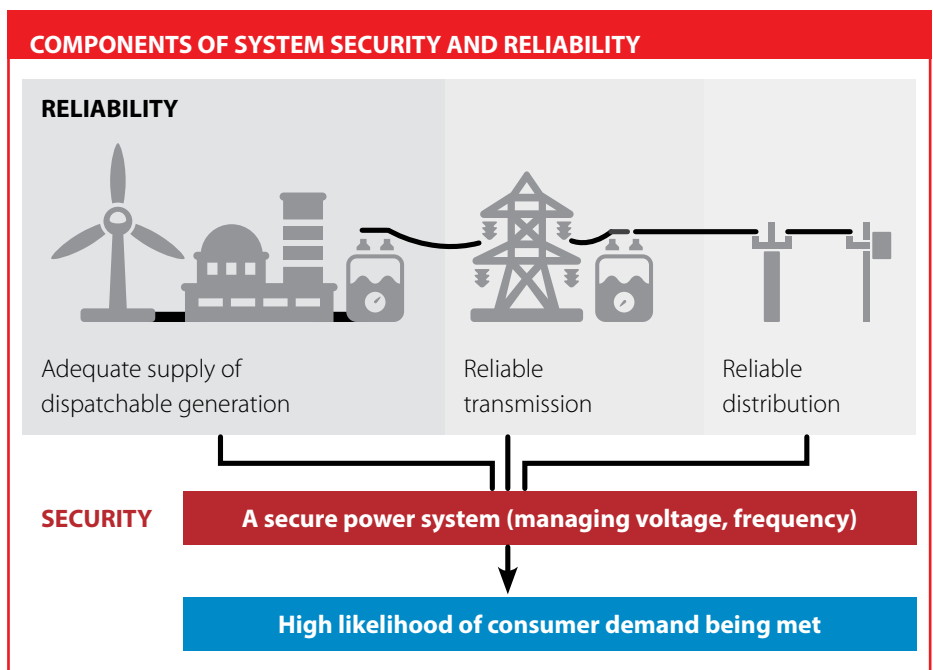 COMPONENTS OF SYSTEM SECURITY AND RELIABILITY
RELIABILITY
Adequate supply of
dispatchable generation
Reliable
transmission
Reliable
distribution
SECURITY
A secure power system (managing voltage, frequency)
High likelihood of consumer demand being met